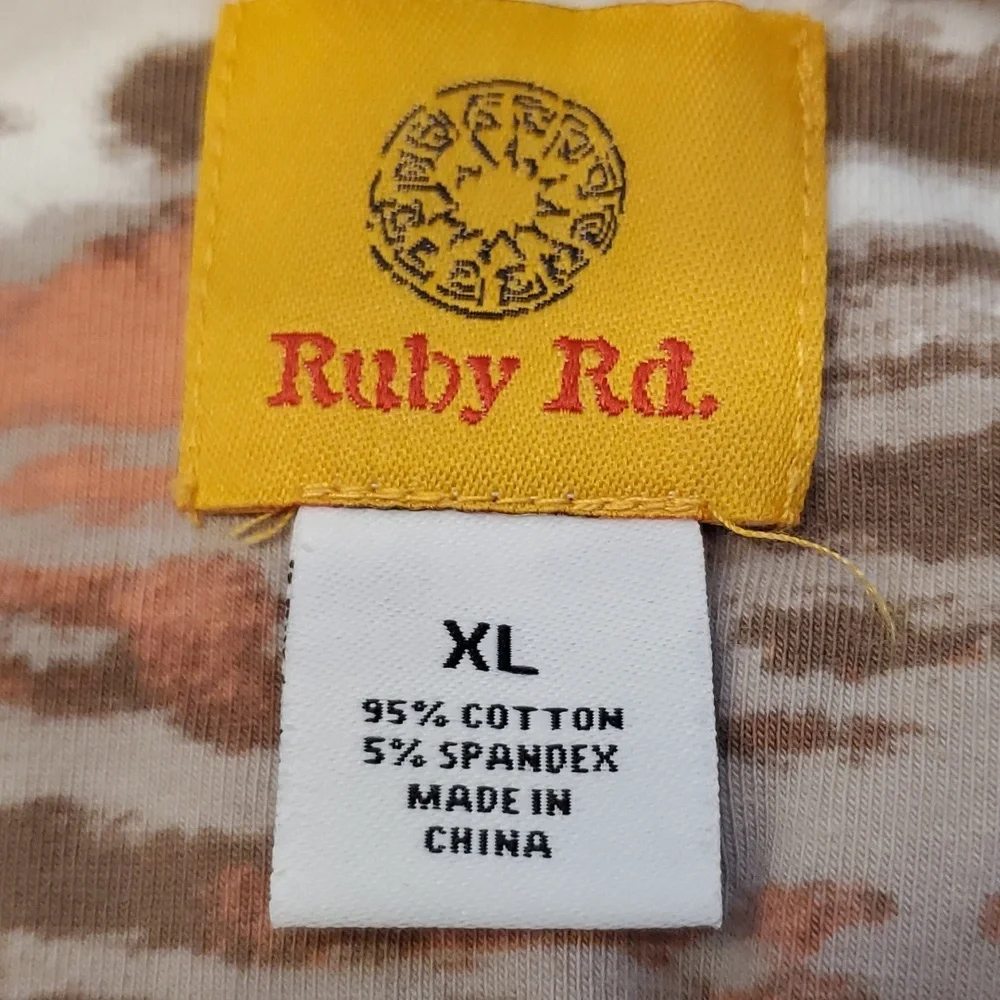 Ruby Rd.
XL
95% COTTON
5% SPANDEX
MADE IN
CHINA